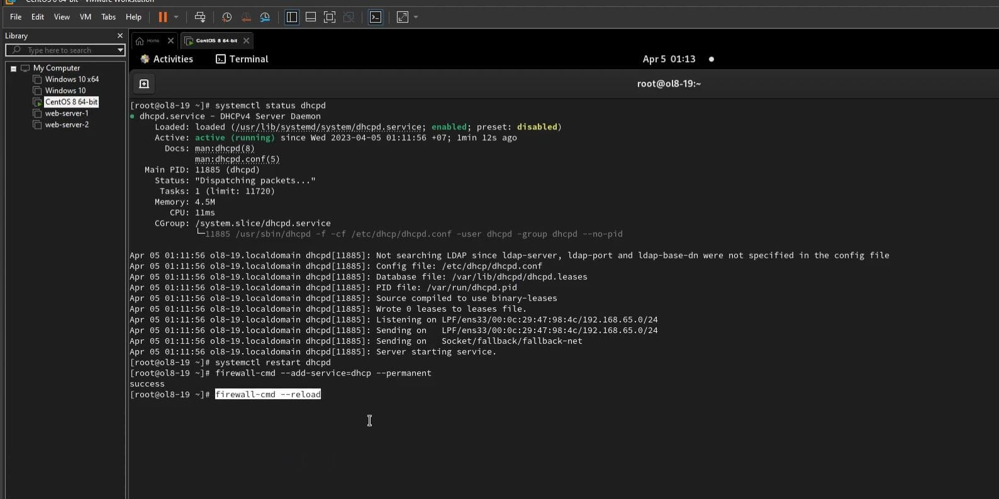 CentOS 8 64-bit - VMware Workstation
File Edit View VM Tabs Help
Library
Type here to search
My Computer
Windows 10 x64
Windows 10
CentOS 8 64-bit
web-server-1
web-server-2
Home CentOS 8 64-bit
Activities Terminal Apr 5 01:13
root@ol8-19:~
[root@ol8-19 ~]# systemctl status dhcpd
● dhcpd.service - DHCPv4 Server Daemon
Loaded: loaded (/usr/lib/systemd/system/dhcpd.service; enabled; preset: disabled)
Active: active (running) since Wed 2023-04-05 01:11:56 +07; 1min 12s ago
Docs: man:dhcpd(8)
man:dhcpd.conf(5)
Main PID: 11885 (dhcpd)
Status: "Dispatching packets..."
Tasks: 1 (limit: 11720)
Memory: 4.5M
CPU: 11ms
CGroup: /system.slice/dhcpd.service
└─11885 /usr/sbin/dhcpd -f -cf /etc/dhcp/dhcpd.conf -user dhcpd -group dhcpd --no-pid
Apr 05 01:11:56 ol8-19.localdomain dhcpd[11885]: Not searching LDAP since ldap-server, ldap-port and ldap-base-dn were not specified in the config file
Apr 05 01:11:56 ol8-19.localdomain dhcpd[11885]: Config file: /etc/dhcp/dhcpd.conf
Apr 05 01:11:56 ol8-19.localdomain dhcpd[11885]: Database file: /var/lib/dhcpd/dhcpd.leases
Apr 05 01:11:56 ol8-19.localdomain dhcpd[11885]: PID file: /var/run/dhcpd.pid
Apr 05 01:11:56 ol8-19.localdomain dhcpd[11885]: Source compiled to use binary-leases
Apr 05 01:11:56 ol8-19.localdomain dhcpd[11885]: Wrote 0 leases to leases file.
Apr 05 01:11:56 ol8-19.localdomain dhcpd[11885]: Listening on LPF/ens33/00:0c:29:47:98:4c/192.168.65.0/24
Apr 05 01:11:56 ol8-19.localdomain dhcpd[11885]: Sending on   LPF/ens33/00:0c:29:47:98:4c/192.168.65.0/24
Apr 05 01:11:56 ol8-19.localdomain dhcpd[11885]: Sending on   Socket/fallback/fallback-net
Apr 05 01:11:56 ol8-19.localdomain dhcpd[11885]: Server starting service.
[root@ol8-19 ~]# systemctl restart dhcpd
[root@ol8-19 ~]# firewall-cmd --add-service=dhcp --permanent
success
[root@ol8-19 ~]# firewall-cmd --reload